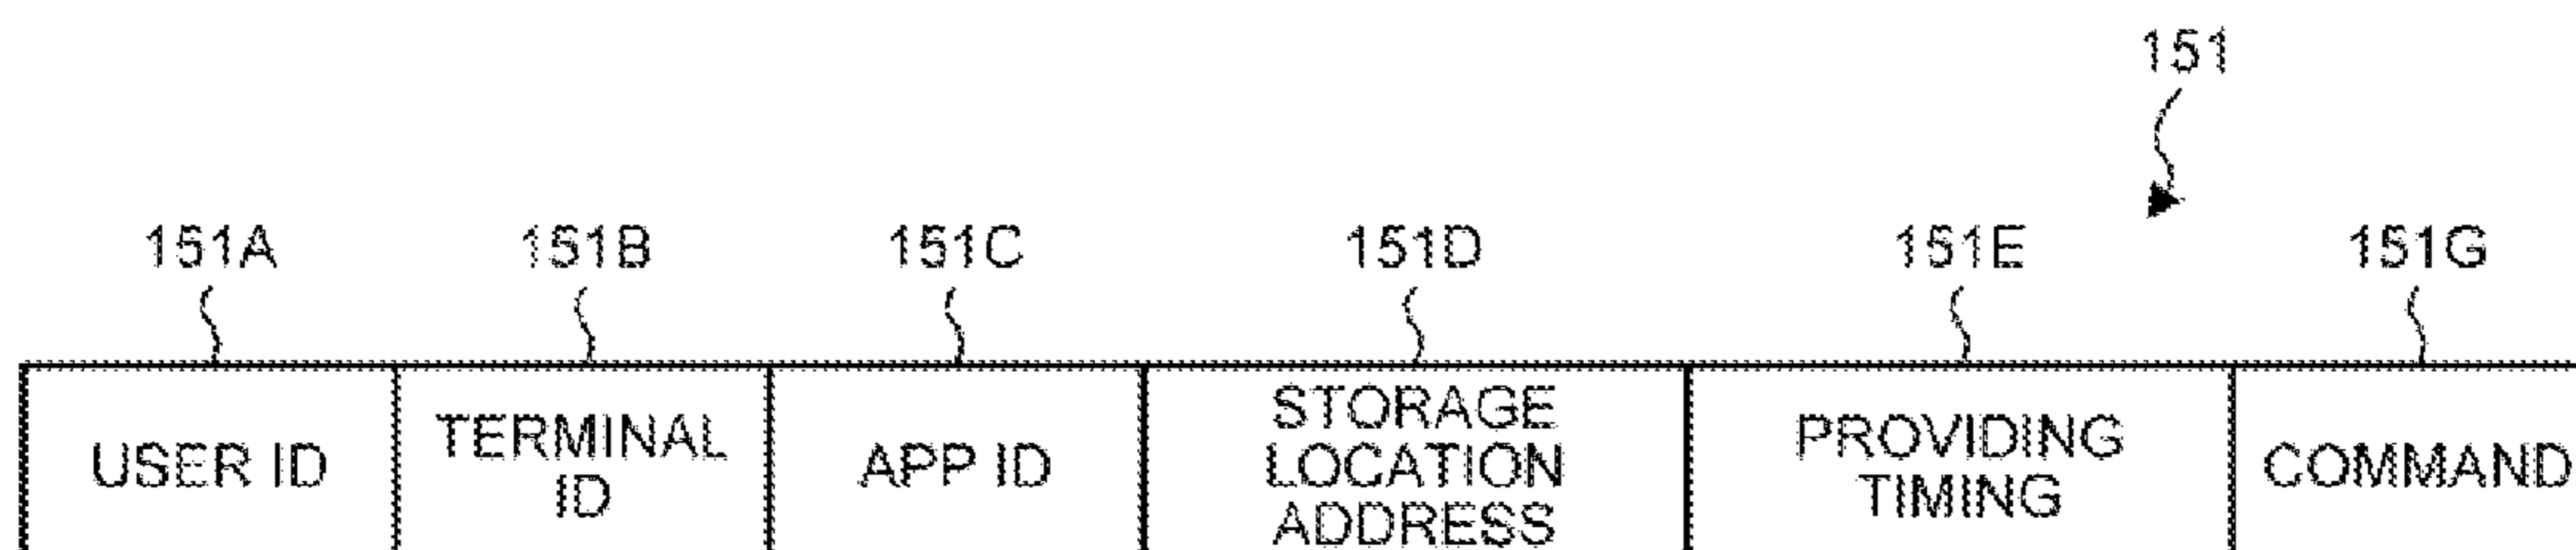 151
151A 151B 151C 151D 151E 151G
USER ID
TERMINAL
ID
APP ID
STORAGE
LOCATION
ADDRESS
PROVIDING
TIMING
COMMAND